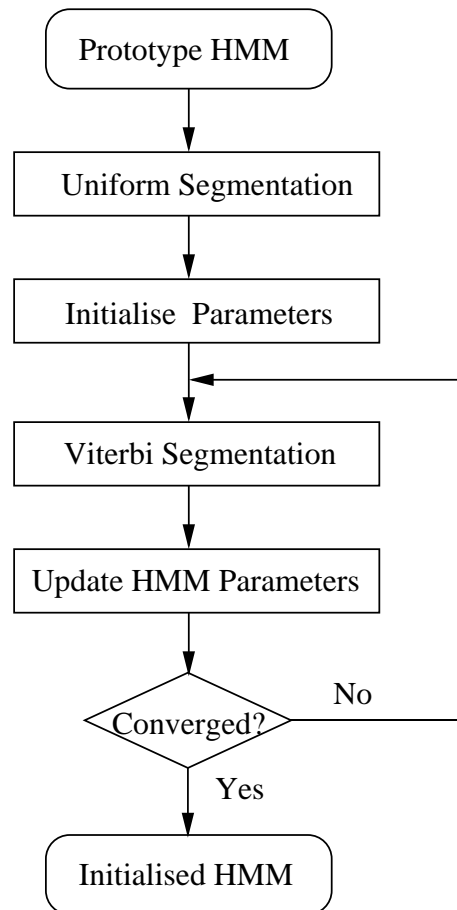 Prototype HMM
Uniform Segmentation
Initialise Parameters
Viterbi Segmentation
Update HMM Parameters
Converged?
No
Yes
Initialised HMM